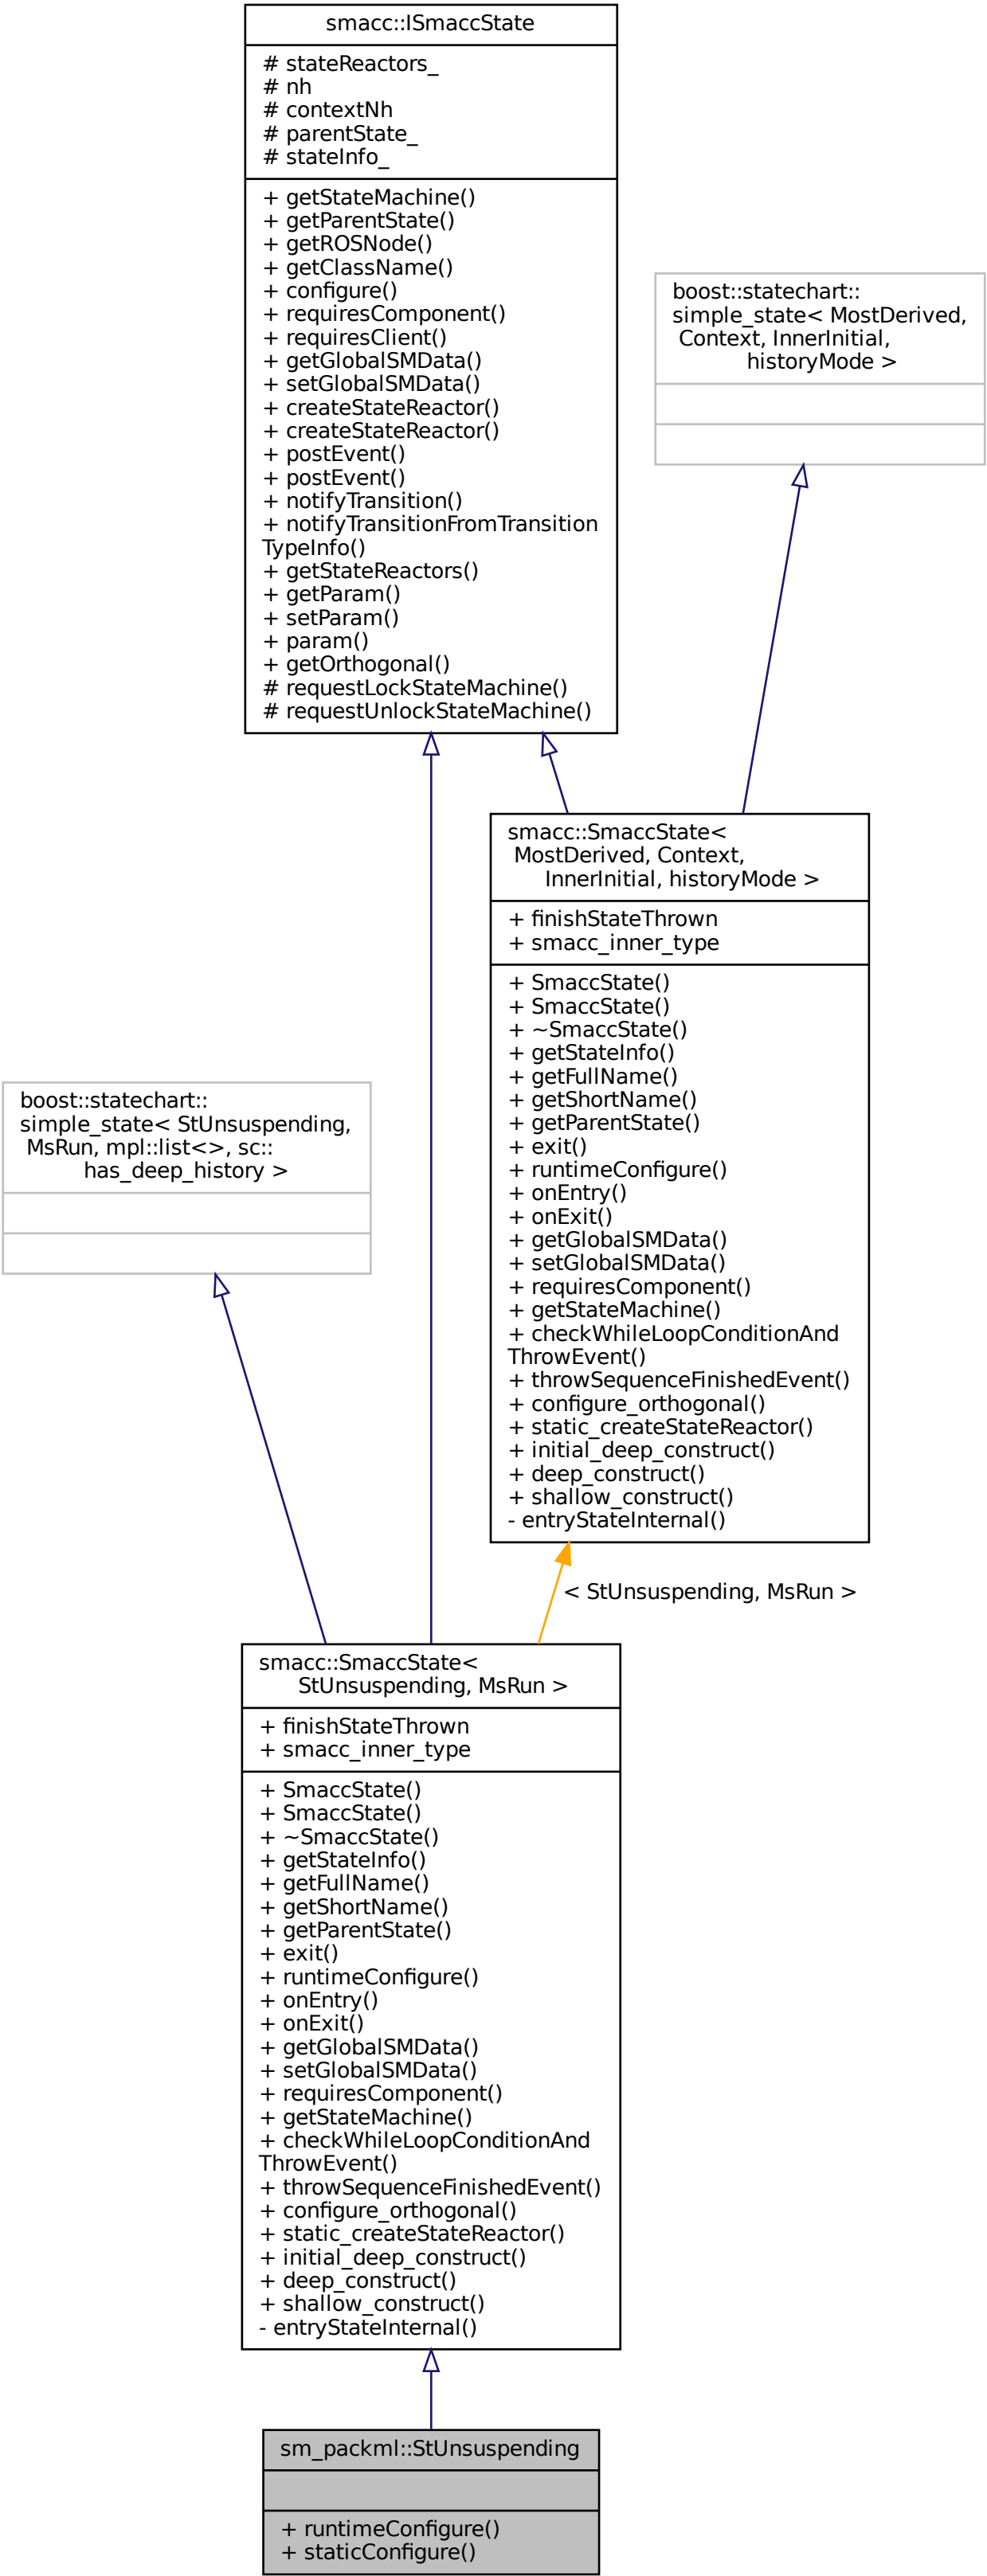 smacc::ISmaccState
# stateReactors_
# nh
# contextNh
# parentState_
# stateInfo_
+ getStateMachine()
+ getParentState()
+ getROSNode()
+ getClassName()
+ configure()
+ requiresComponent()
+ requiresClient()
+ getGlobalSMData()
+ setGlobalSMData()
+ createStateReactor()
+ createStateReactor()
+ postEvent()
+ postEvent()
+ notifyTransition()
+ notifyTransitionFromTransition
TypeInfo()
+ getStateReactors()
+ getParam()
+ setParam()
+ param()
+ getOrthogonal()
# requestLockStateMachine()
# requestUnlockStateMachine()
boost::statechart::
simple_state< MostDerived,
Context, InnerInitial,
historyMode >
smacc::SmaccState<
MostDerived, Context,
InnerInitial, historyMode >
+ finishStateThrown
+ smacc_inner_type
+ SmaccState()
+ SmaccState()
+ ~SmaccState()
+ getStateInfo()
+ getFullName()
+ getShortName()
+ getParentState()
+ exit()
+ runtimeConfigure()
+ onEntry()
+ onExit()
+ getGlobalSMData()
+ setGlobalSMData()
+ requiresComponent()
+ getStateMachine()
+ checkWhileLoopConditionAnd
ThrowEvent()
+ throwSequenceFinishedEvent()
+ configure_orthogonal()
+ static_createStateReactor()
+ initial_deep_construct()
+ deep_construct()
+ shallow_construct()
- entryStateInternal()
boost::statechart::
simple_state< StUnsuspending,
MsRun, mpl::list<>, sc::
has_deep_history >
< StUnsuspending, MsRun >
smacc::SmaccState<
StUnsuspending, MsRun >
+ finishStateThrown
+ smacc_inner_type
+ SmaccState()
+ SmaccState()
+ ~SmaccState()
+ getStateInfo()
+ getFullName()
+ getShortName()
+ getParentState()
+ exit()
+ runtimeConfigure()
+ onEntry()
+ onExit()
+ getGlobalSMData()
+ setGlobalSMData()
+ requiresComponent()
+ getStateMachine()
+ checkWhileLoopConditionAnd
ThrowEvent()
+ throwSequenceFinishedEvent()
+ configure_orthogonal()
+ static_createStateReactor()
+ initial_deep_construct()
+ deep_construct()
+ shallow_construct()
- entryStateInternal()
sm_packml::StUnsuspending
+ runtimeConfigure()
+ staticConfigure()